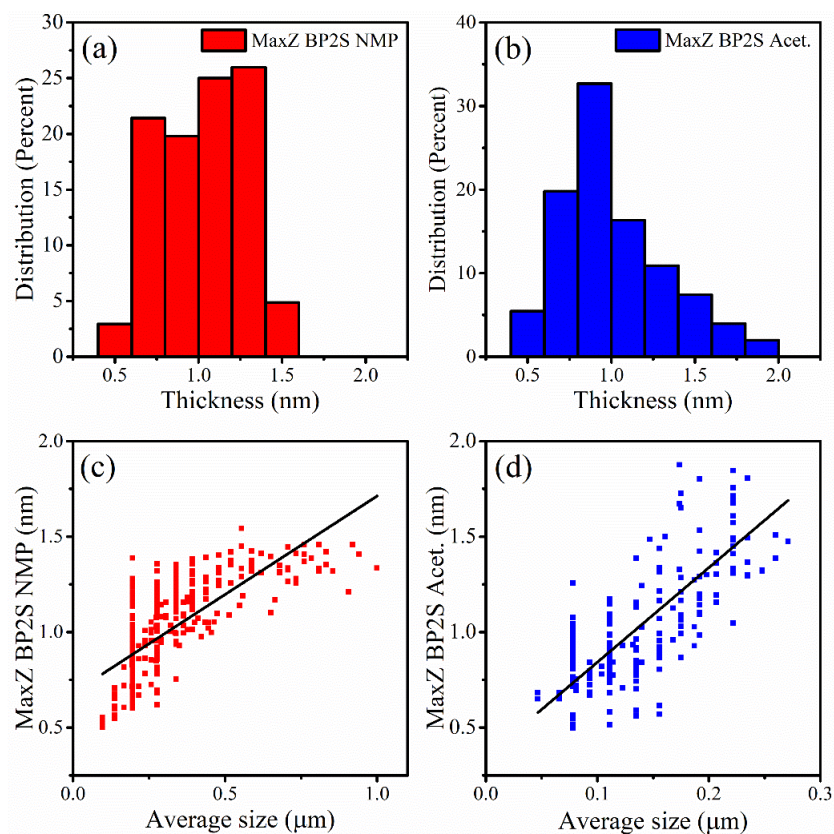 (a)
MaxZ BP2S NMP
30
25
20
15
10
5
0
0.5 1.0 1.5 2.0
Distribution (Percent)
Thickness (nm)
(b)
MaxZ BP2S Acet.
40
30
20
10
0
0.5 1.0 1.5 2.0
Distribution (Percent)
Thickness (nm)
(c)
2.0
1.5
1.0
0.5
0.0 0.5 1.0
MaxZ BP2S NMP (nm)
Average size (μm)
(d)
2.0
1.5
1.0
0.5
0.0 0.1 0.2 0.3
MaxZ BP2S Acet. (nm)
Average size (μm)